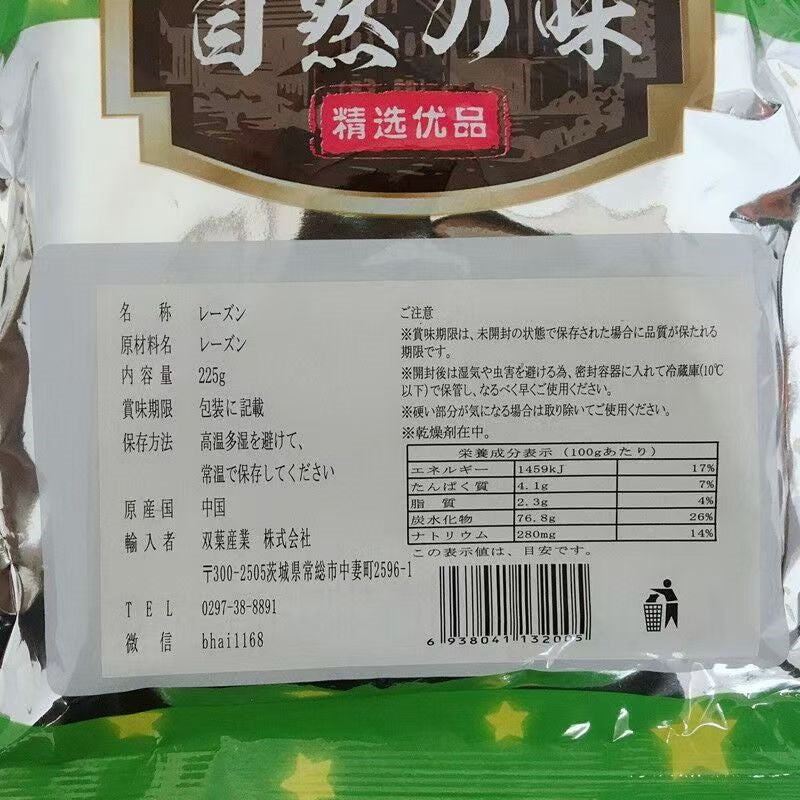 自然乃味
精选优品
名 称 レーズン
原材料名 レーズン
内容量 225g
賞味期限 包装に記載
保存方法 高温多湿を避けて、
常温で保存してください
原産国 中国
輸入者 双葉産業 株式会社
〒300-2505茨城県常総市中妻町2596-1
TEL 0297-38-8891
微 信 bhail168
ご注意
※賞味期限は、未開封の状態で保存された場合に品質が保たれる
期限です。
※開封後は湿気や虫害を避ける為、密封容器に入れて冷蔵庫(10℃
以下)で保管し、なるべく早くご使用ください。
※硬い部分が気になる場合は取り除いてご使用ください。
※乾燥剤在中。
栄養成分表示 (100gあたり)
エネルギー 1459kJ 17%
たんぱく質 4.1g 7%
脂 質 2.3g 4%
炭水化物 76.8g 26%
ナトリウム 280mg 14%
この表示値は、目安です。
6 938041 132005